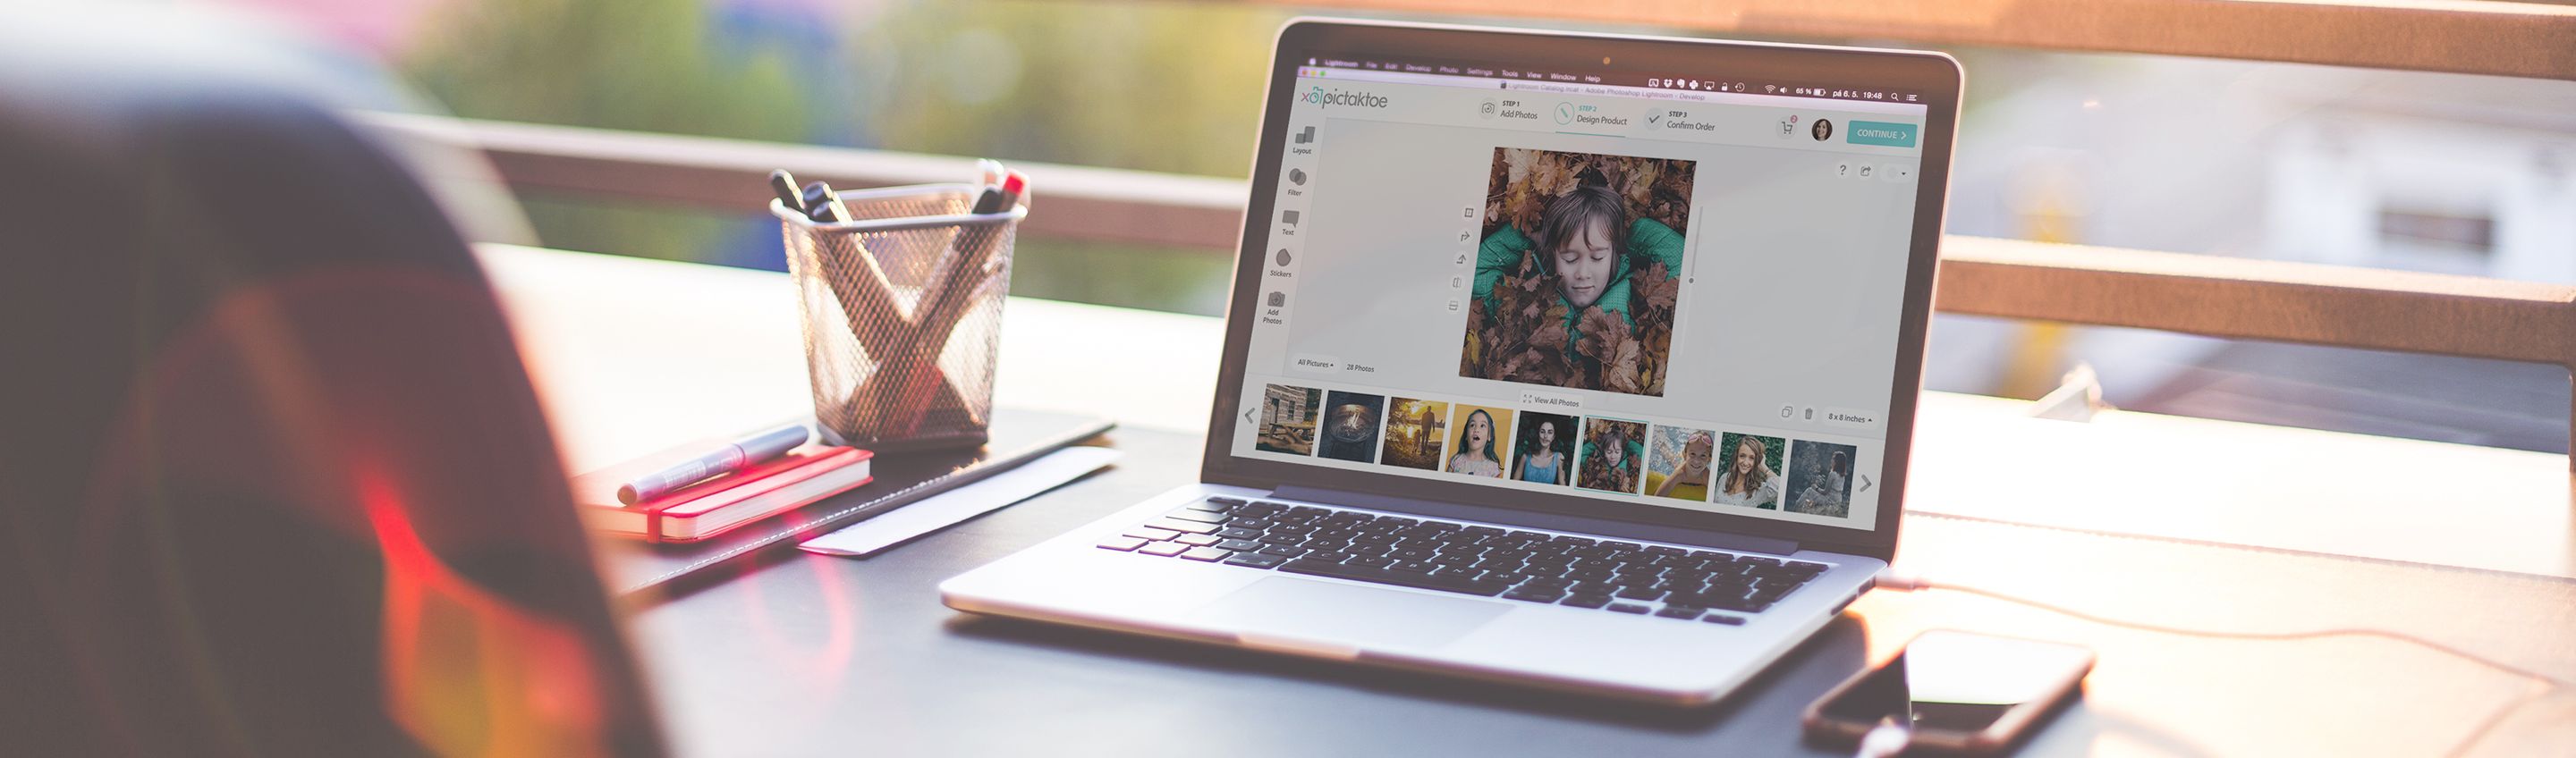 Lightroom File Edit Develop Photo Settings Tools View Window Help
65 % pá 6. 5. 19:48
Lightroom Catalog.lrcat - Adobe Photoshop Lightroom - Develop
xo pictaktoe
STEP 1
Add Photos
STEP 2
Design Product
STEP 3
Confirm Order
2
CONTINUE >
?
Layout
Filter
Text
Stickers
Add
Photos
All Pictures
28 Photos
View All Photos
8 x 8 inches